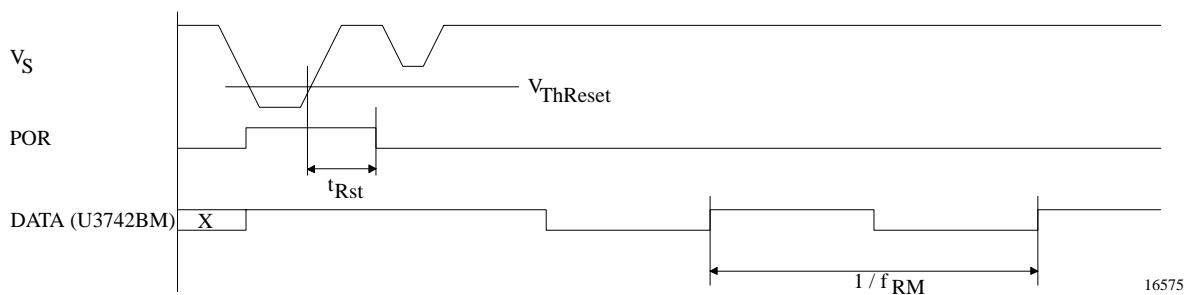 VS
VThReset
POR
tRst
DATA (U3742BM)
X
1 / fRM
16575